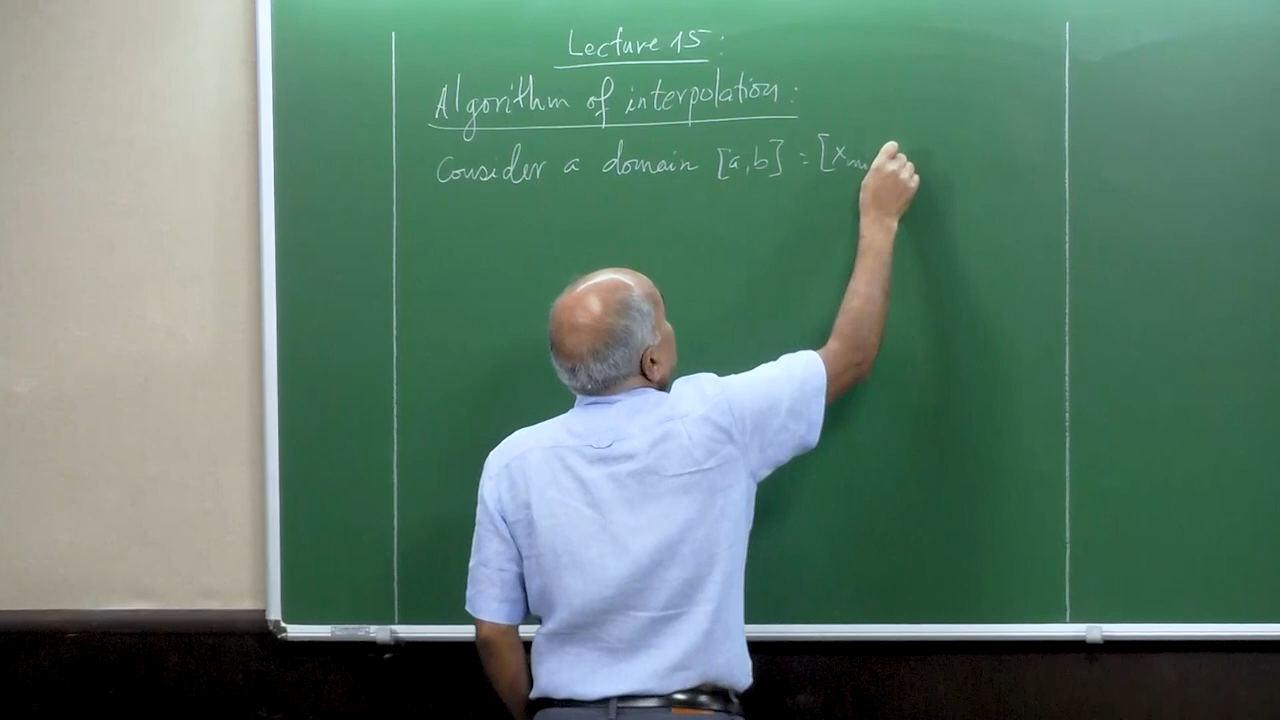 Lecture 15:
Algorithm of interpolation:
Consider a domain [a,b] = [x